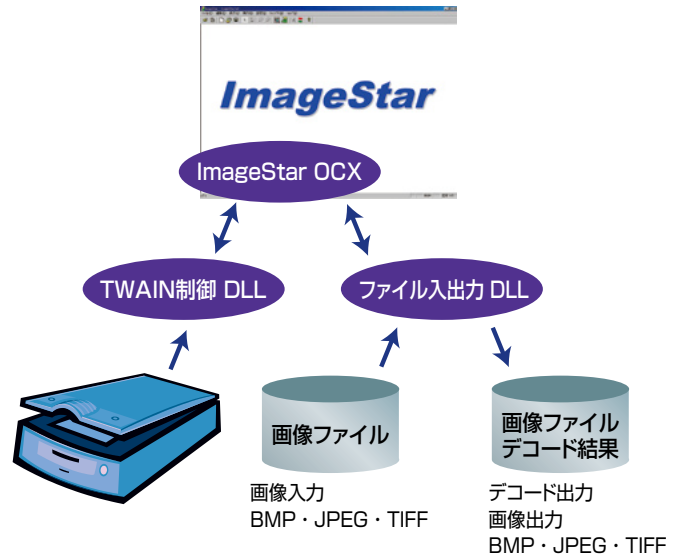 ImageStar
ImageStar OCX
TWAIN制御 DLL
ファイル入出力 DLL
画像ファイル
画像ファイル
デコード結果
画像入力
BMP・JPEG・TIFF
デコード出力
画像出力
BMP・JPEG・TIFF